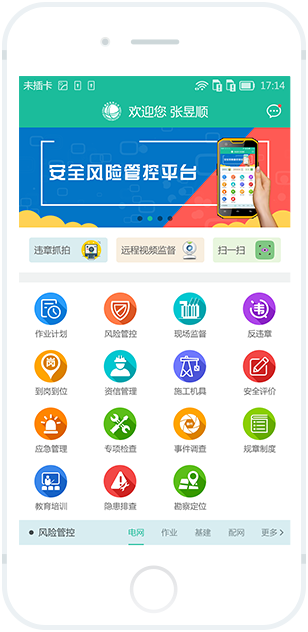 未插卡 17:14
欢迎您 张昱顺
安全风险管控平台
违章抓拍 远程视频监督 扫一扫
作业计划 风险管控 现场监督 反违章
到岗到位 资信管理 施工机具 安全评价
应急管理 专项检查 事件调查 规章制度
教育培训 隐患排查 勘察定位
风险管控 电网 作业 基建 配网 更多